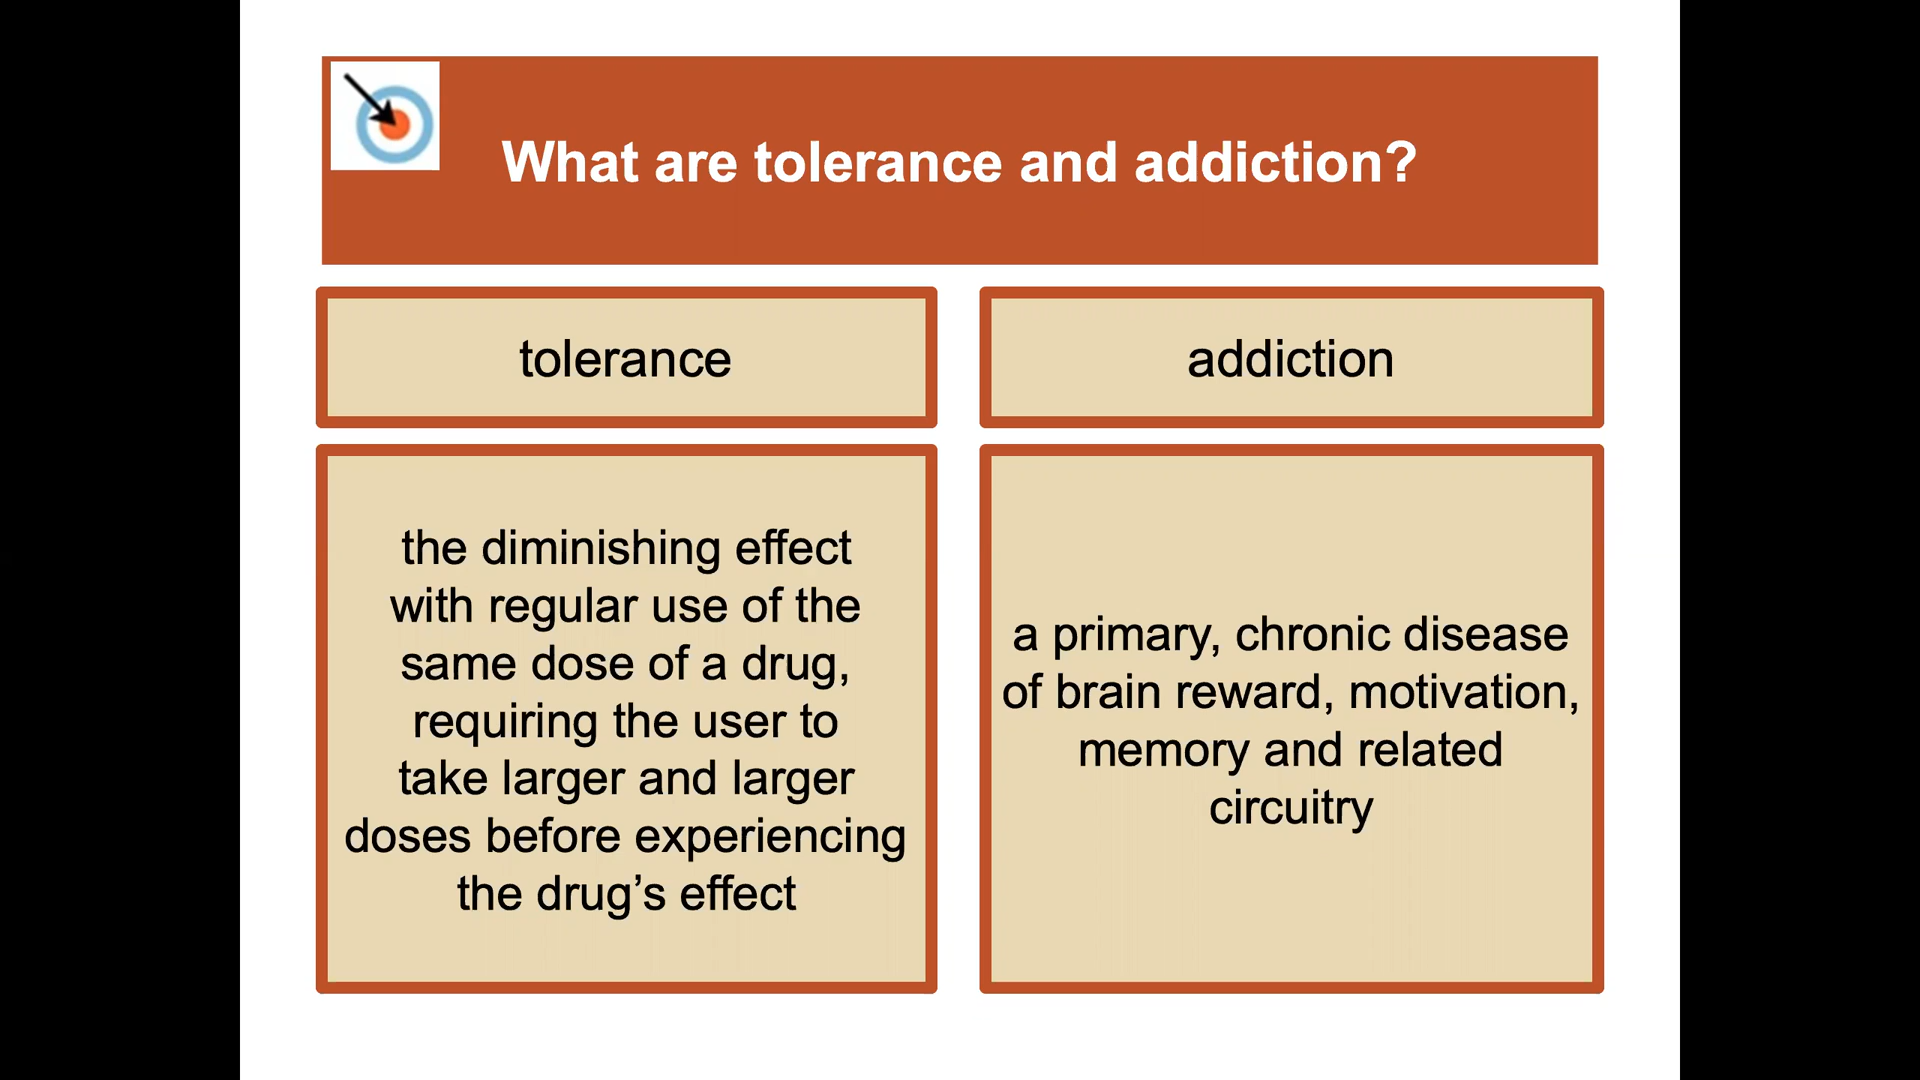 What are tolerance and addiction?
tolerance
addiction
the diminishing effect
with regular use of the
same dose of a drug,
requiring the user to
take larger and larger
doses before experiencing
the drug’s effect
a primary, chronic disease
of brain reward, motivation,
memory and related
circuitry